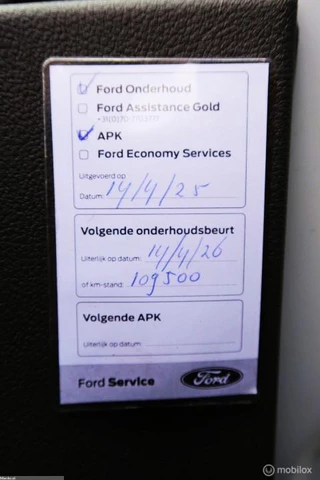 Ford Onderhoud
Ford Assistance Gold
APK
Ford Economy Services
Uitgevoerd op
Datum: 14/4/25
Volgende onderhoudsbeurt
Uiterlijk op datum: 14/4/26
of km-stand: 109500
Volgende APK
Uiterlijk op datum:
Ford Service
Ford
mobilox